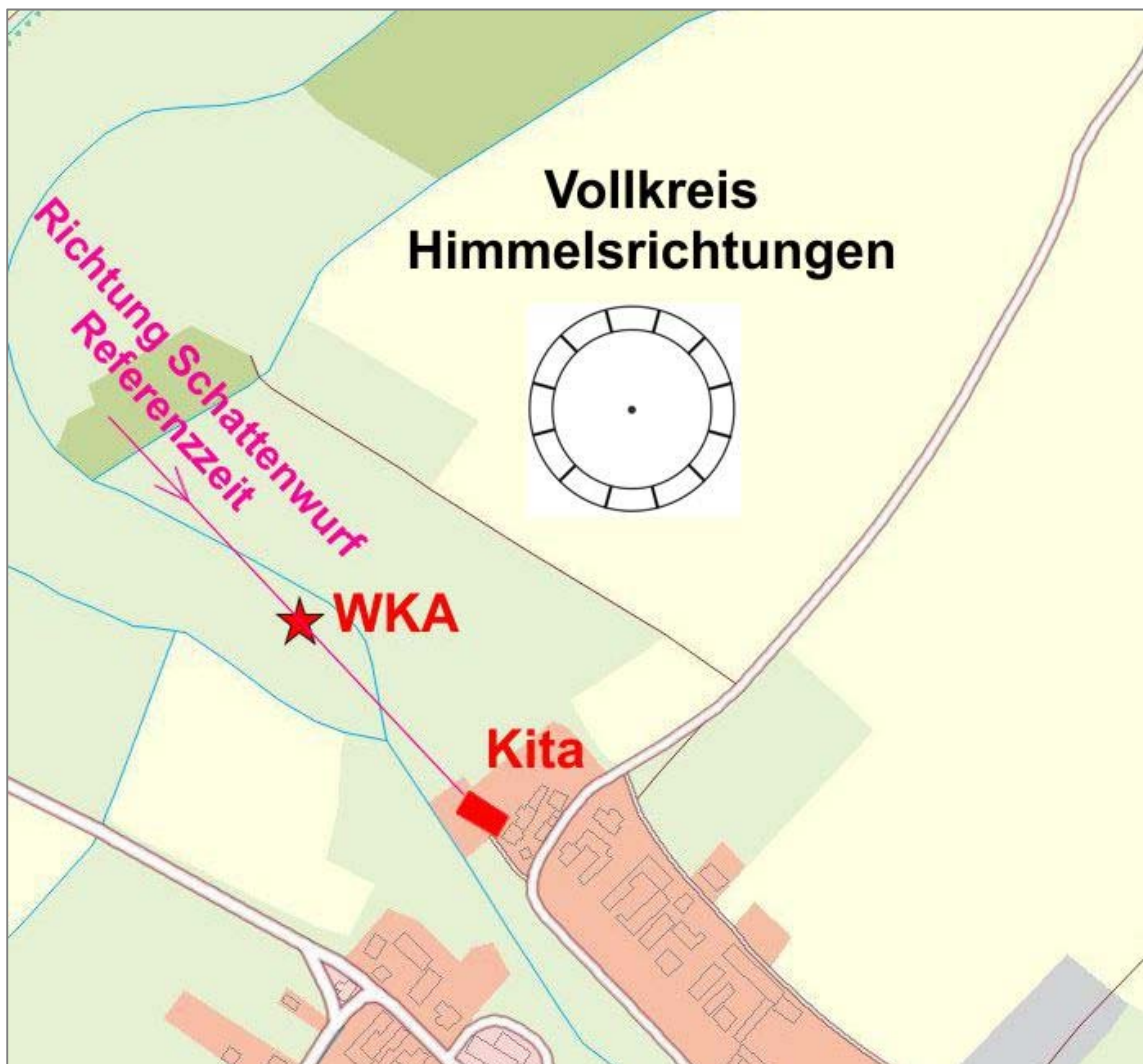 Vollkreis
Himmelsrichtungen
Richtung Schattenwurf
Referenzzeit
WKA
Kita